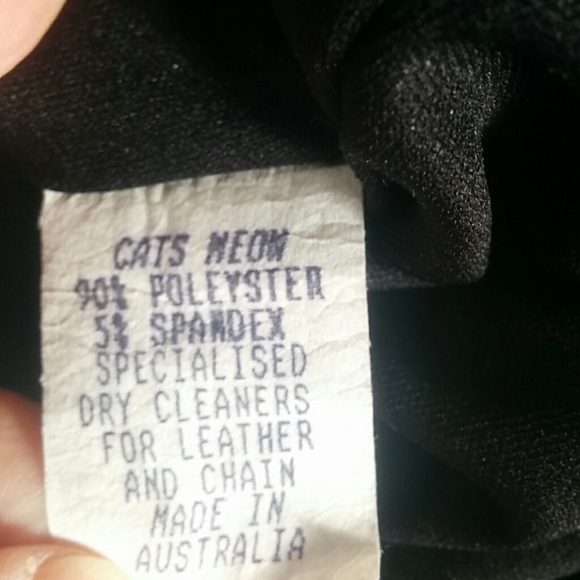 CATS MEOW
90% POLEYSTER
5% SPANDEX
SPECIALISED
DRY CLEANERS
FOR LEATHER
AND CHAIN
MADE IN
AUSTRALIA